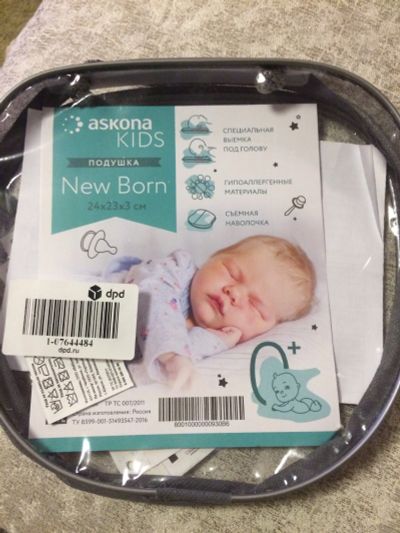 askona
KIDS
ПОДУШКА
New Born
24x23x3 см
СПЕЦИАЛЬНАЯ
ВЫЕМКА
ПОД ГОЛОВУ
ГИПОАЛЛЕРГЕННЫЕ
МАТЕРИАЛЫ
СЪЕМНАЯ
НАВОЛОЧКА
dpd
1-07644484
dpd.ru
0+
ТР ТС 007/2011
Страна изготовления: Россия
ТУ 8399-001-51493547-2016